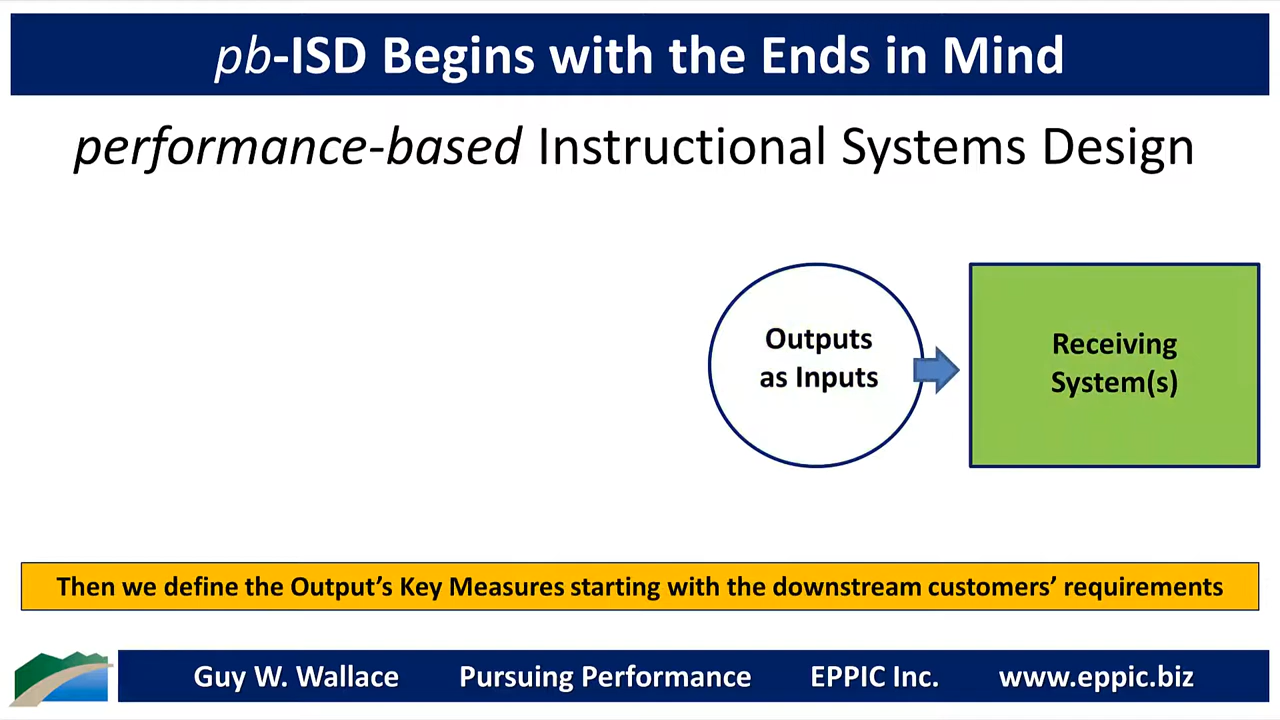 pb-ISD Begins with the Ends in Mind
performance-based Instructional Systems Design
Outputs
as Inputs
Receiving
System(s)
Then we define the Output’s Key Measures starting with the downstream customers’ requirements
Guy W. Wallace Pursuing Performance EPPIC Inc. www.eppic.biz